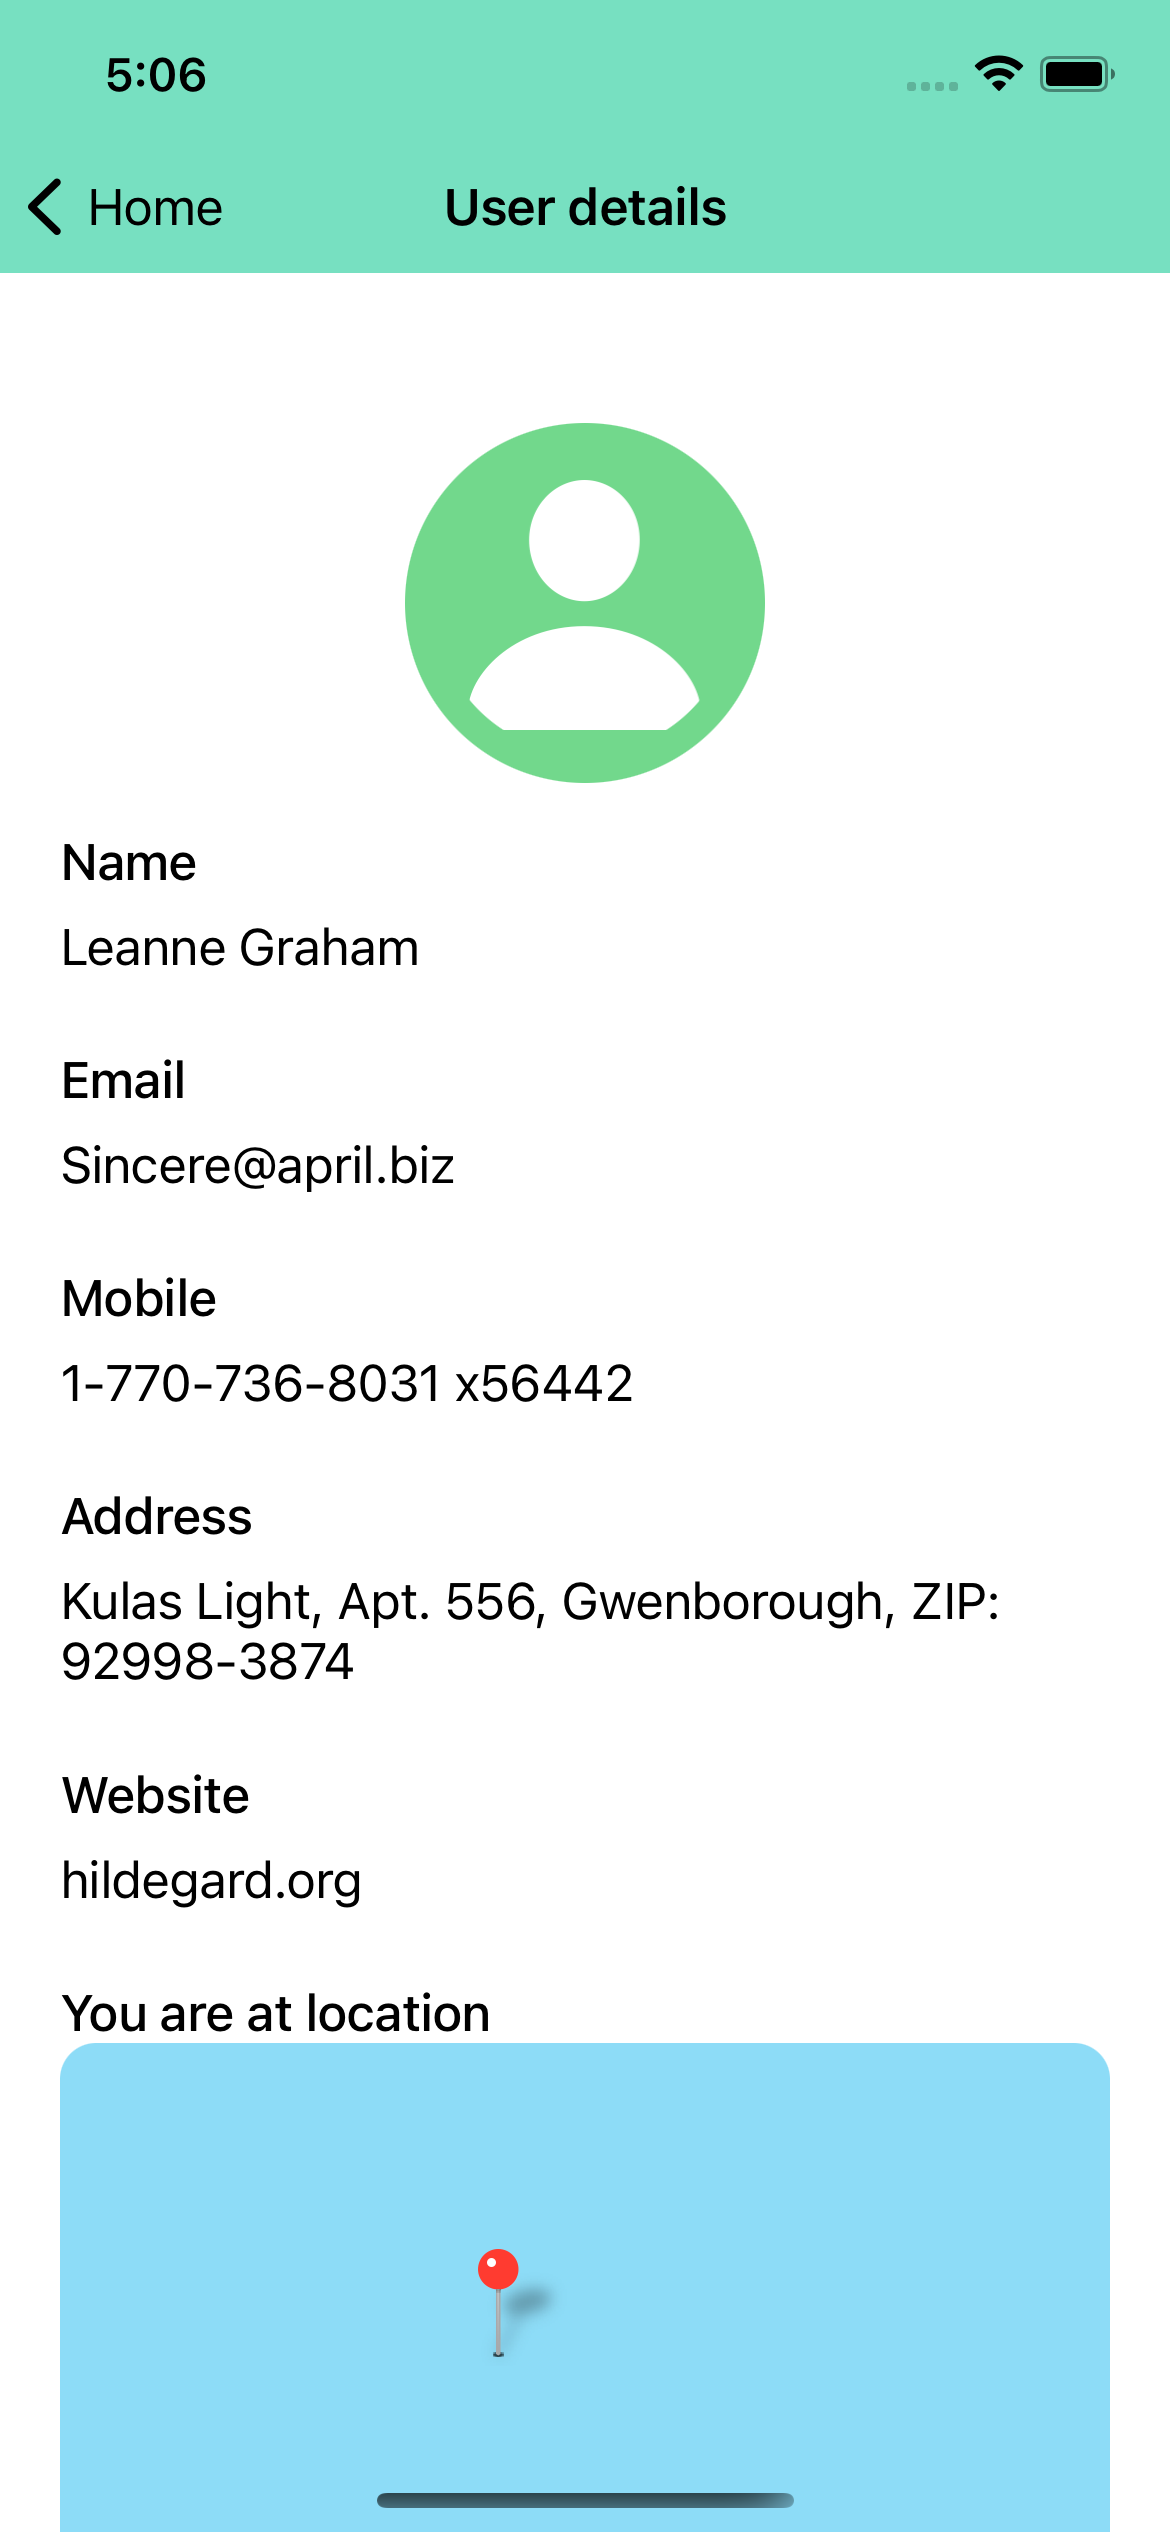 5:06
Home
User details
Name
Leanne Graham
Email
Sincere@april.biz
Mobile
1-770-736-8031 x56442
Address
Kulas Light, Apt. 556, Gwenborough, ZIP:
92998-3874
Website
hildegard.org
You are at location